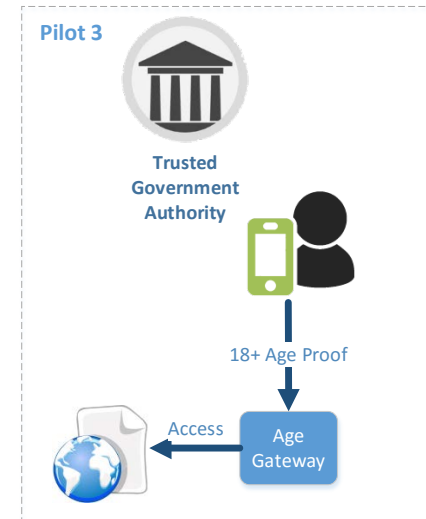 Pilot 3
Trusted
Government
Authority
18+ Age Proof
Access
Age
Gateway